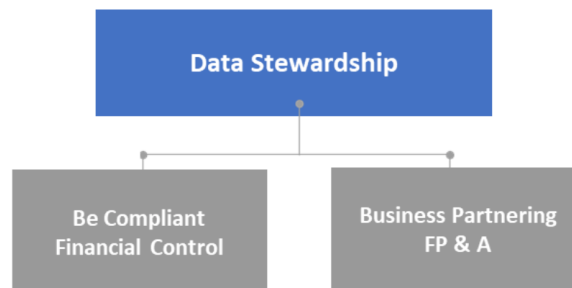 Data Stewardship
Be Compliant
Financial Control
Business Partnering
FP & A